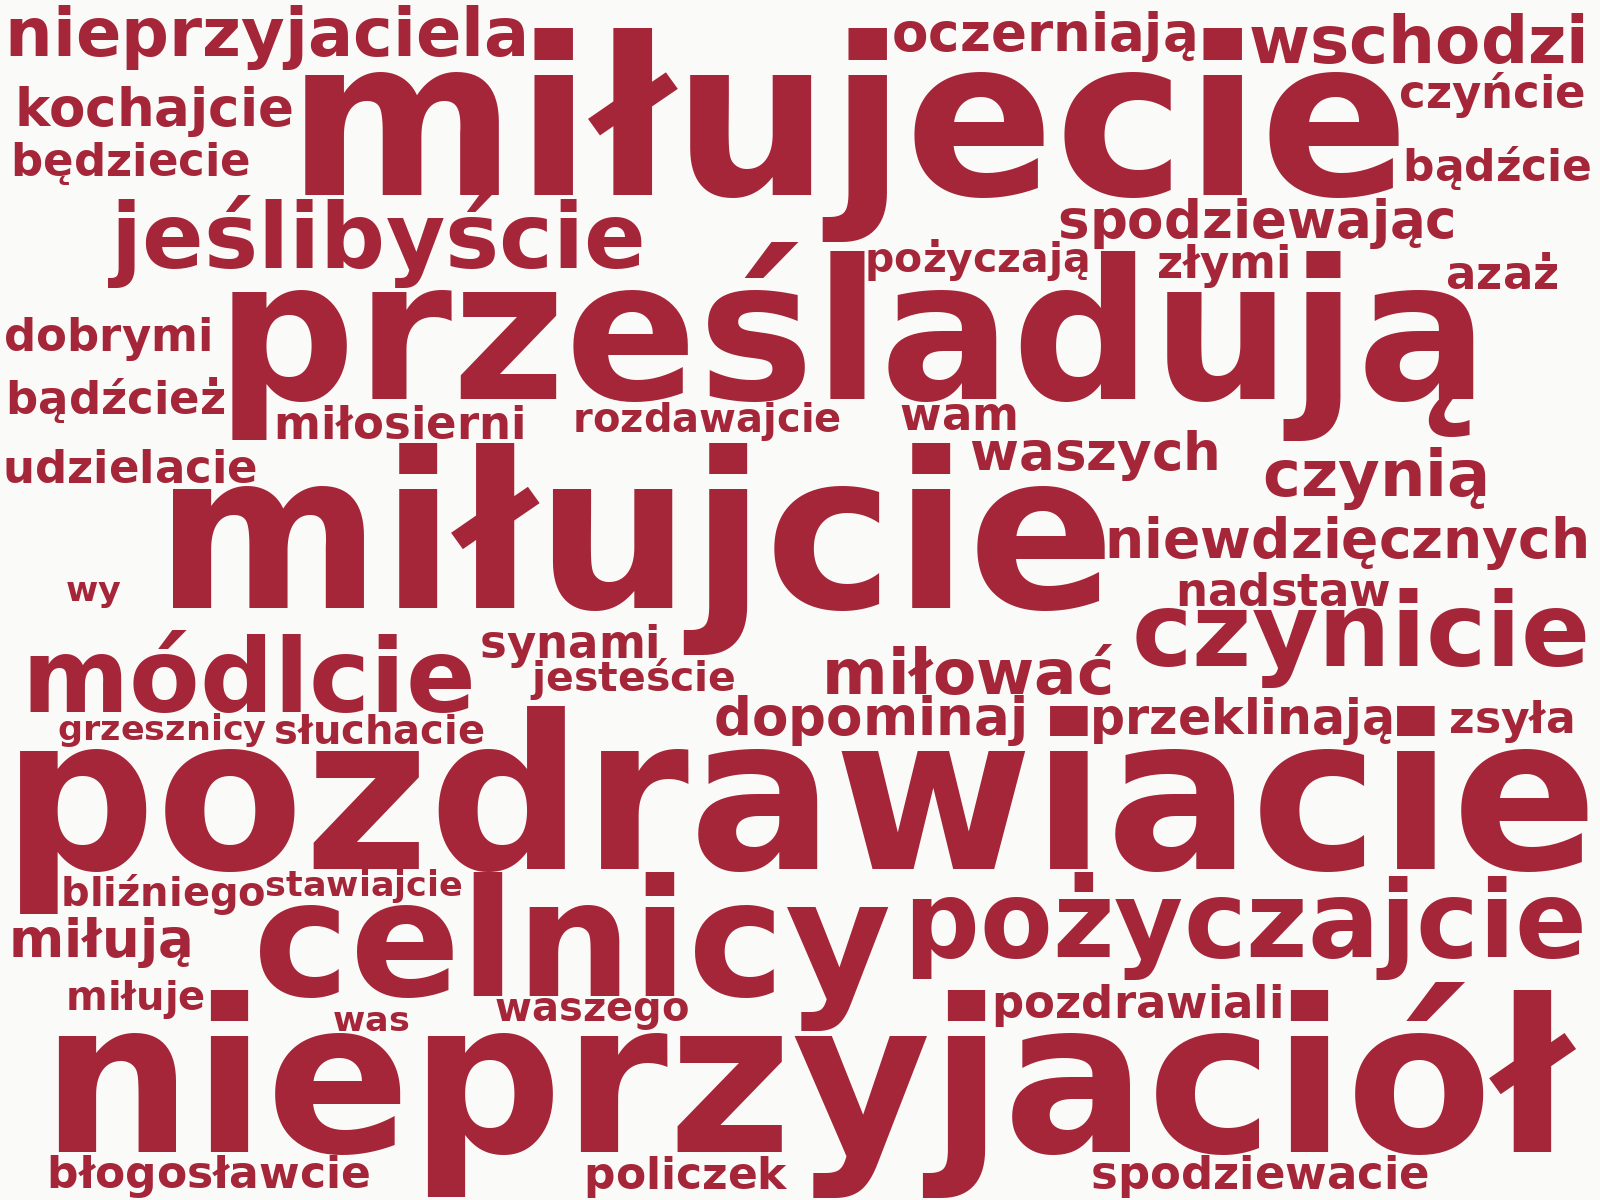 nieprzyjaciela
oczerniają
wschodzi
miłujecie
kochajcie
czyńcie
będziecie
bądźcie
jeślibyście
spodziewając
pożyczają
złymi
azaż
prześladują
dobrymi
bądźcież
miłosierni
rozdawajcie
wam
waszych
udzielacie
czynią
miłujcie
niewdzięcznych
wy
nadstaw
czynicie
synami
módlcie
jesteście
miłować
grzesznicy
słuchacie
dopominaj
przeklinają
zsyła
pozdrawiacie
bliźniego
stawiajcie
celnicy
pożyczajcie
miłują
miłuje
was
waszego
pozdrawiali
nieprzyjaciół
błogosławcie
policzek
spodziewacie